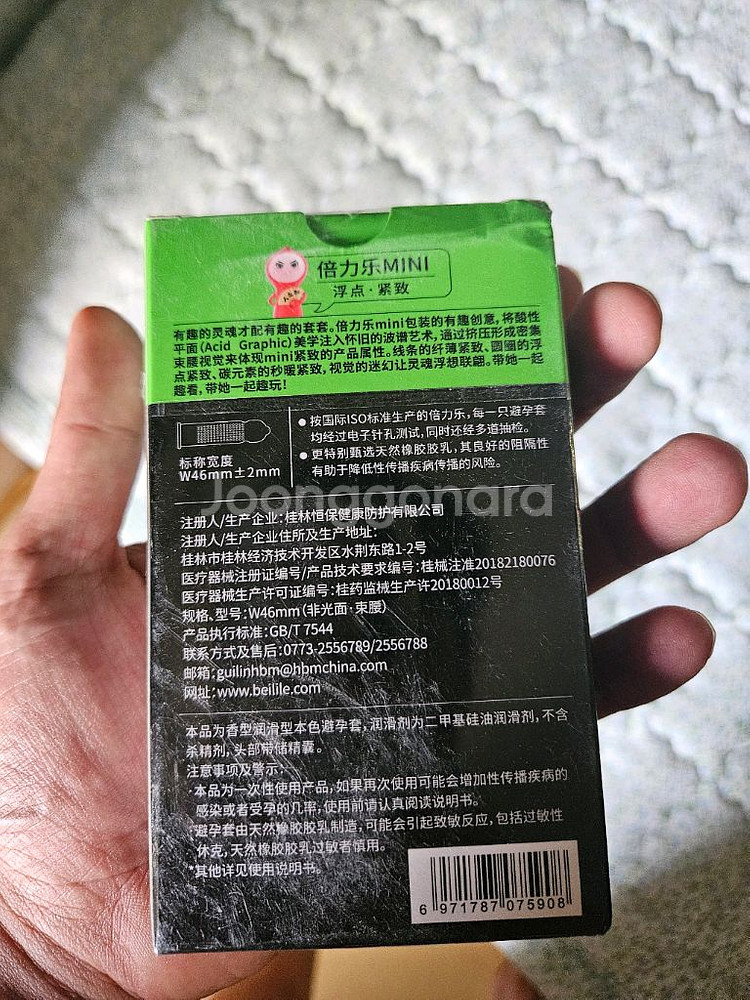 倍力乐MINI
浮点·紧致
有趣的灵魂才配有趣的套套。倍力乐mini包装的有趣创意，将酸性
平面(Acid Graphic)美学注入怀旧的波谱艺术，通过挤压形成密集
束腰视觉来体现mini紧致的产品属性。线条的纤薄紧致、圆圈的浮
点紧致、碳元素的秒暖紧致，视觉的迷幻让灵魂浮想联翩。带她一起
趣看，带她一起趣玩！
标称宽度
W46mm±2mm
●按国际ISO标准生产的倍力乐，每一只避孕套
均经过电子针孔测试，同时还经多道抽检。
●更特别甄选天然橡胶胶乳，其良好的阻隔性
有助于降低性传播疾病传播的风险。
Joonggonara
注册人/生产企业：桂林恒保健康防护有限公司
注册人/生产企业住所及生产地址：
桂林市桂林经济技术开发区水荆东路1-2号
医疗器械注册证编号/产品技术要求编号：桂械注准20182180076
医疗器械生产许可证编号：桂药监械生产许20180012号
规格、型号：W46mm（非光面·束腰）
产品执行标准：GB/T 7544
联系方式及售后：0773-2556789/2556788
邮箱：guilinhbm@hbmchina.com
网址：www.beilile.com
本品为香型润滑型本色避孕套，润滑剂为二甲基硅油润滑剂，不含
杀精剂，头部带储精囊。
注意事项及警示：
·本品为一次性使用产品，如果再次使用可能会增加性传播疾病的
感染或者受孕的几率，使用前请认真阅读说明书。
·避孕套由天然橡胶胶乳制造，可能会引起致敏反应，包括过敏性
休克，天然橡胶胶乳过敏者慎用。
*其他详见使用说明书。
6 971787 075908